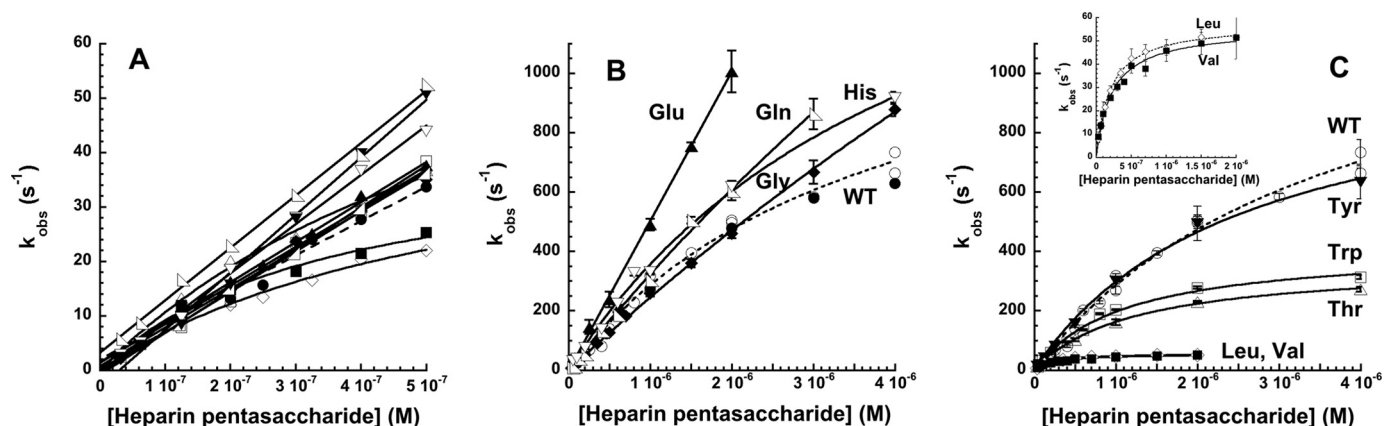 A
60
50
40
30
20
10
0
k_obs (s^-1)
0
1 10^-7
2 10^-7
3 10^-7
4 10^-7
5 10^-7
[Heparin pentasaccharide] (M)
B
1000
800
600
400
200
0
k_obs (s^-1)
Glu
Gln
His
Gly
WT
1 10^-6
2 10^-6
3 10^-6
4 10^-6
[Heparin pentasaccharide] (M)
C
60
50
40
30
20
10
0
k_obs (s^-1)
Leu
Val
0
5 10^-7
1 10^-6
1.5 10^-6
2 10^-6
[Heparin pentasaccharide] (M)
1000
800
600
400
200
0
k_obs (s^-1)
WT
Tyr
Trp
Thr
Leu, Val
0
1 10^-6
2 10^-6
3 10^-6
4 10^-6
[Heparin pentasaccharide] (M)